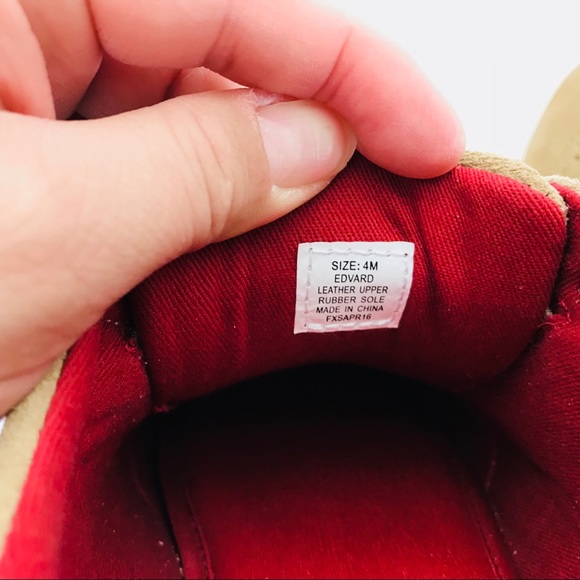 SIZE: 4M
EDVARD
LEATHER UPPER
RUBBER SOLE
MADE IN CHINA
FXSAPR16